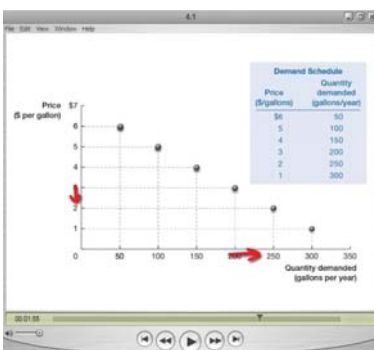 4.1
File Edit View Window Help
Demand Schedule
Price
($/gallons)
Quantity
demanded
(gallons/year)
$6 50
5 100
4 150
3 200
2 250
1 300
Price
($ per gallon)
$7
6
5
4
2
1
0 50 100 150 200 250 300 350
Quantity demanded
(gallons per year)
00:01:55